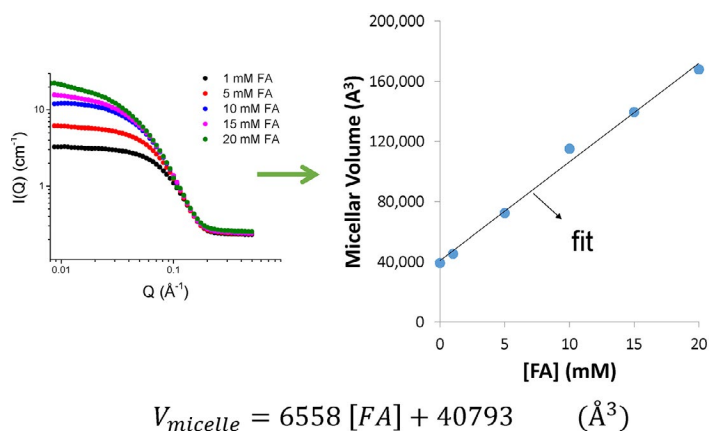 1 mM FA
5 mM FA
10 mM FA
15 mM FA
20 mM FA
10
1
I(Q) (cm⁻¹)
0.01
0.1
Q (Å⁻¹)
200,000
160,000
120,000
80,000
40,000
0
Micellar Volume (A³)
fit
0
5
10
15
20
[FA] (mM)
V_micelle = 6558 [FA] + 40793 (Å³)